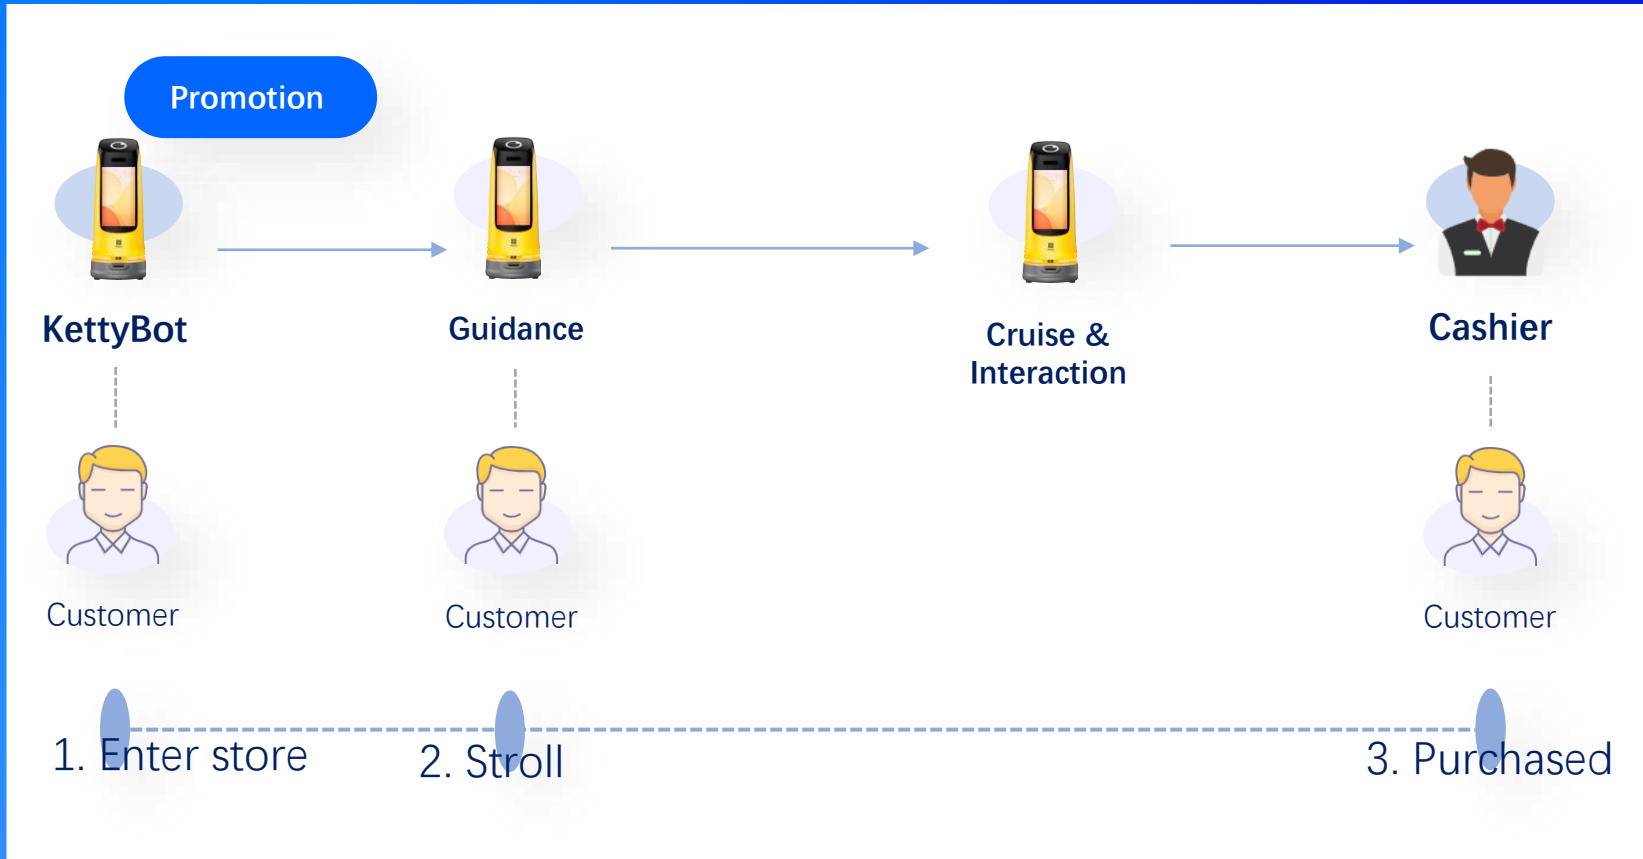 Promotion
KettyBot
Guidance
Cruise &
Interaction
Cashier
Customer
Customer
Customer
1. Enter store
2. Stroll
3. Purchased